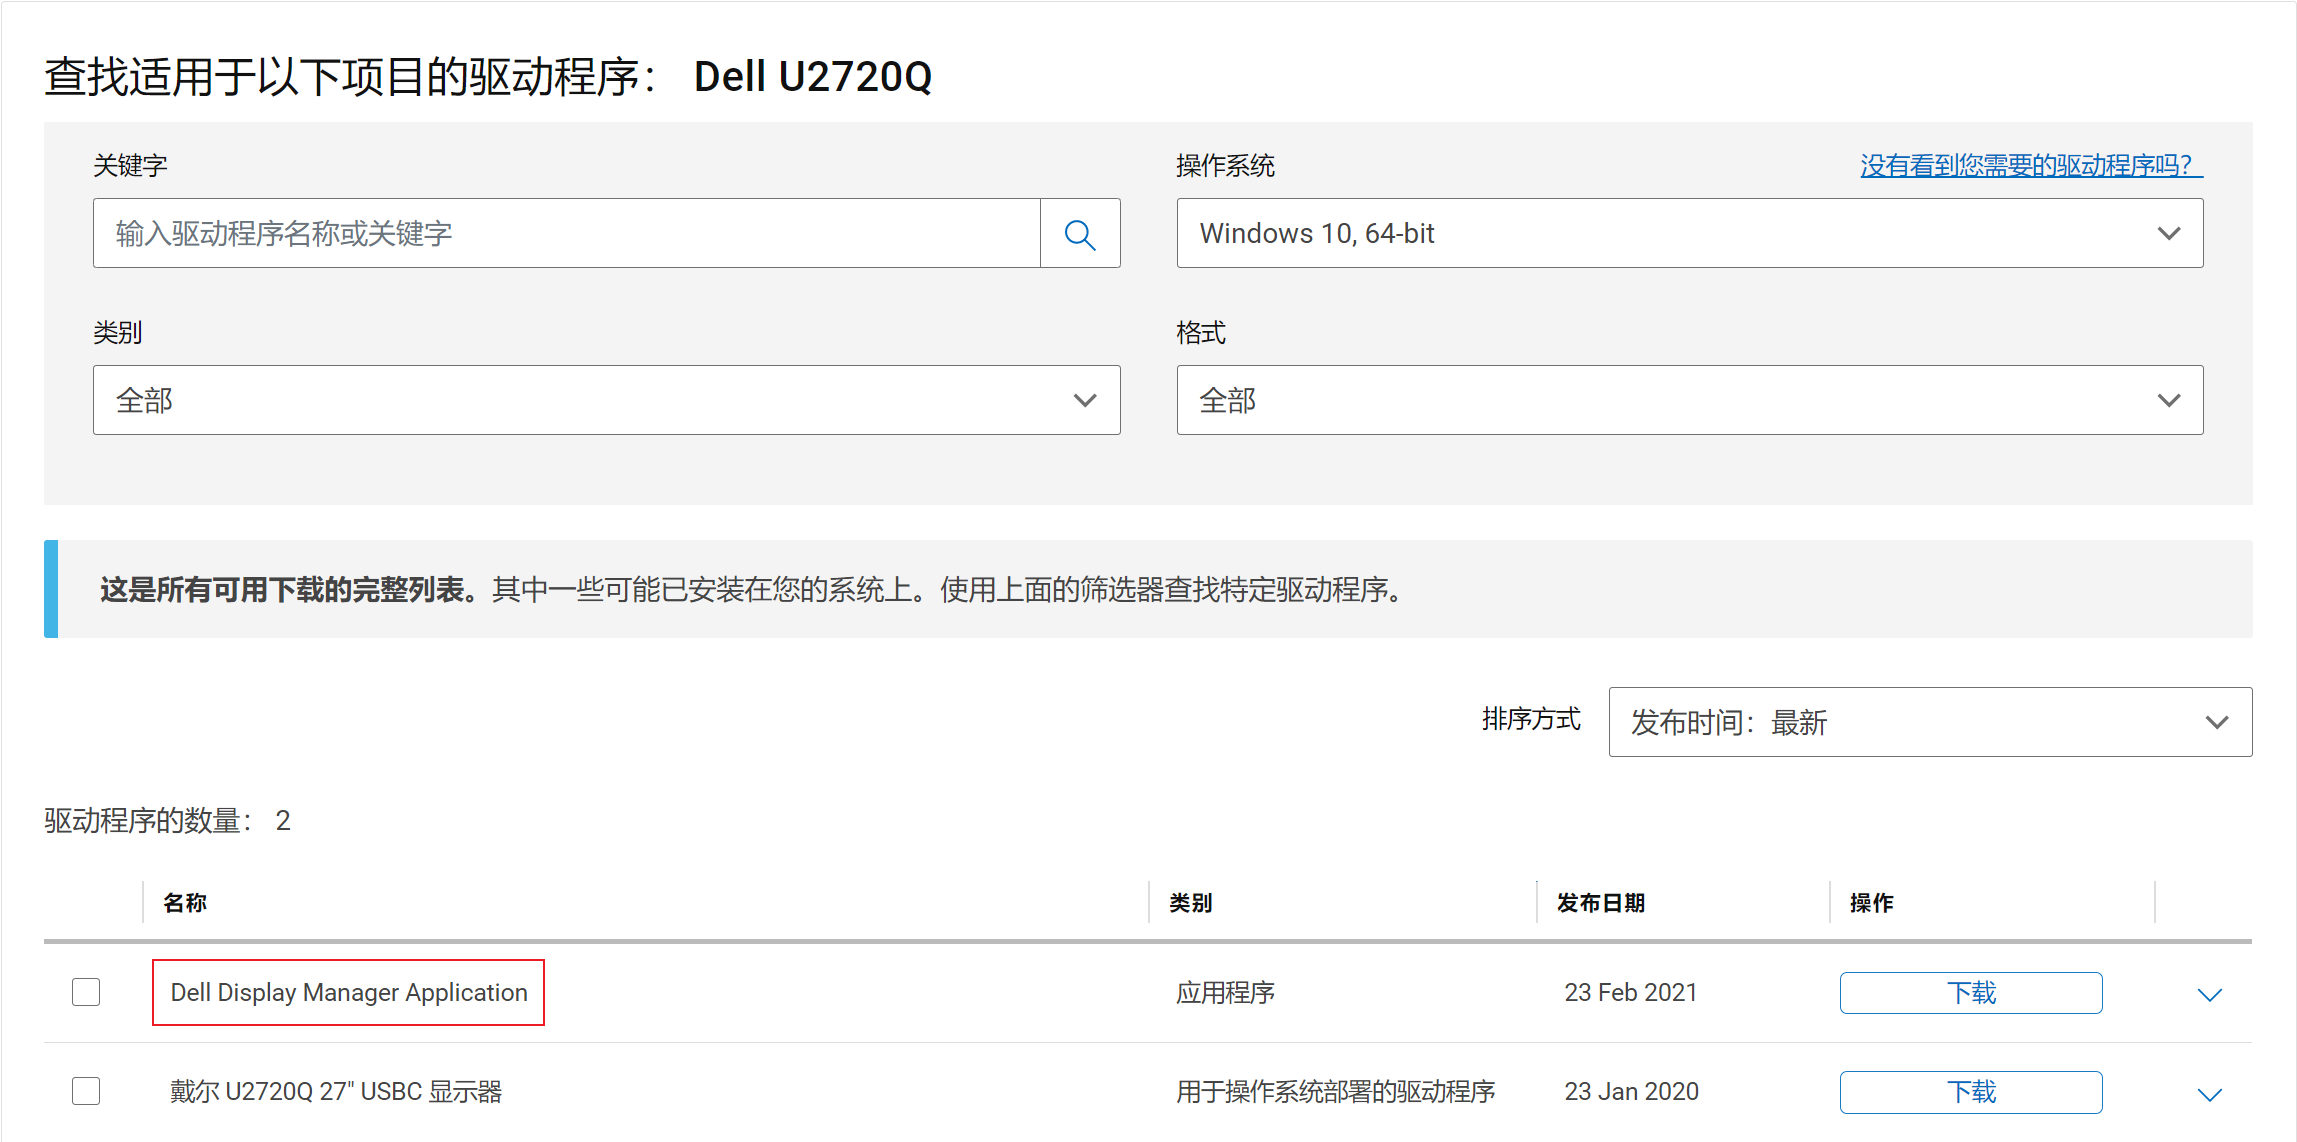 查找适用于以下项目的驱动程序： Dell U2720Q
关键字
操作系统
没有看到您需要的驱动程序吗？
输入驱动程序名称或关键字
Windows 10, 64-bit
类别
格式
全部
全部
这是所有可用下载的完整列表。其中一些可能已安装在您的系统上。使用上面的筛选器查找特定驱动程序。
排序方式
发布时间：最新
驱动程序的数量： 2
名称 类别 发布日期 操作
Dell Display Manager Application 应用程序 23 Feb 2021 下载
戴尔 U2720Q 27" USBC 显示器 用于操作系统部署的驱动程序 23 Jan 2020 下载